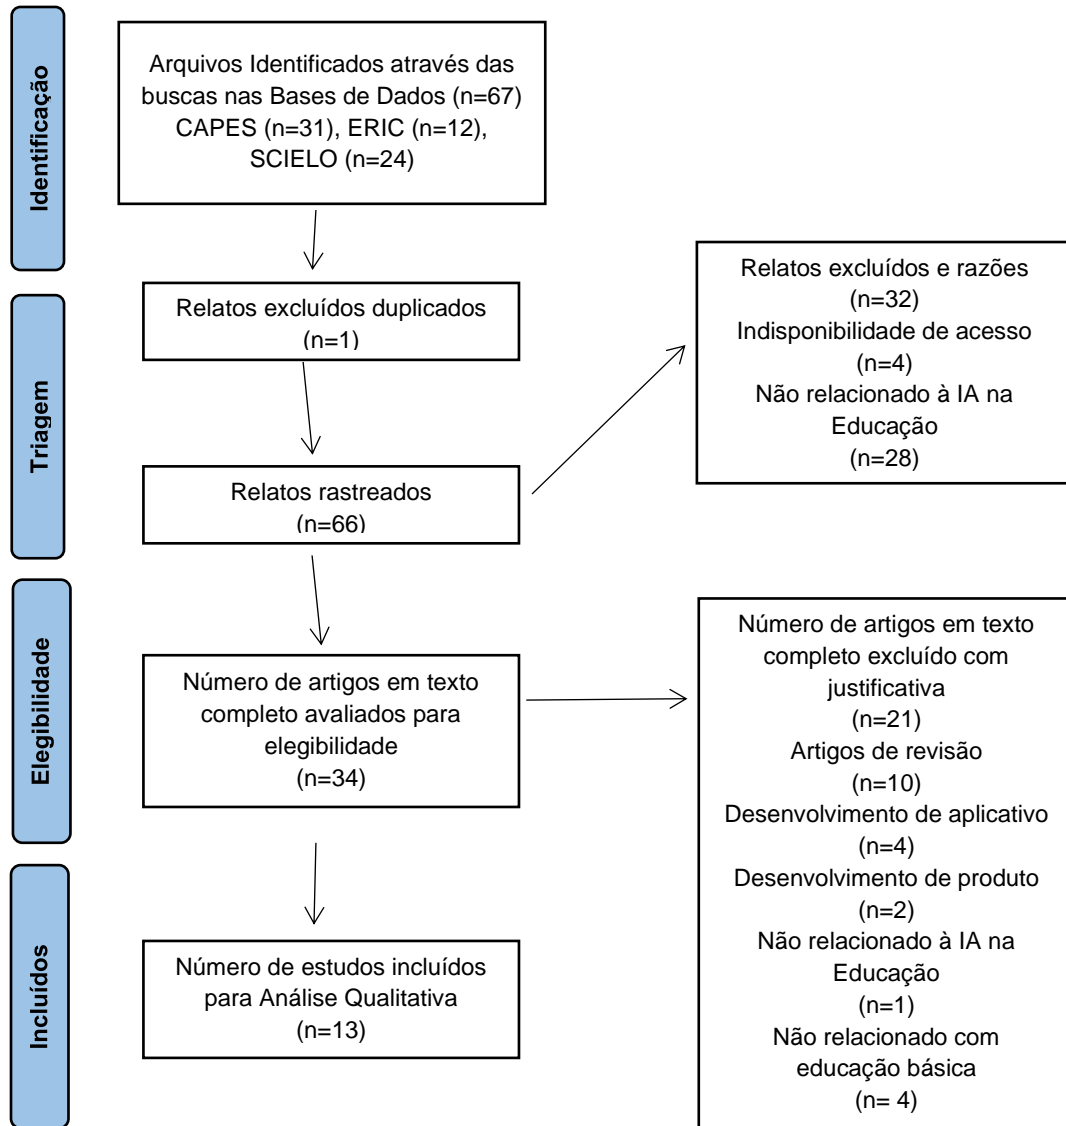 Identificação
Arquivos Identificados através das
buscas nas Bases de Dados (n=67)
CAPES (n=31), ERIC (n=12),
SCIELO (n=24)
Triagem
Relatos excluídos duplicados
(n=1)
Relatos excluídos e razões
(n=32)
Indisponibilidade de acesso
(n=4)
Não relacionado à IA na
Educação
(n=28)
Relatos rastreados
(n=66)
Elegibilidade
Número de artigos em texto
completo avaliados para
elegibilidade
(n=34)
Número de artigos em texto
completo excluído com
justificativa
(n=21)
Artigos de revisão
(n=10)
Desenvolvimento de aplicativo
(n=4)
Desenvolvimento de produto
(n=2)
Não relacionado à IA na
Educação
(n=1)
Não relacionado com
educação básica
(n= 4)
Incluídos
Número de estudos incluídos
para Análise Qualitativa
(n=13)